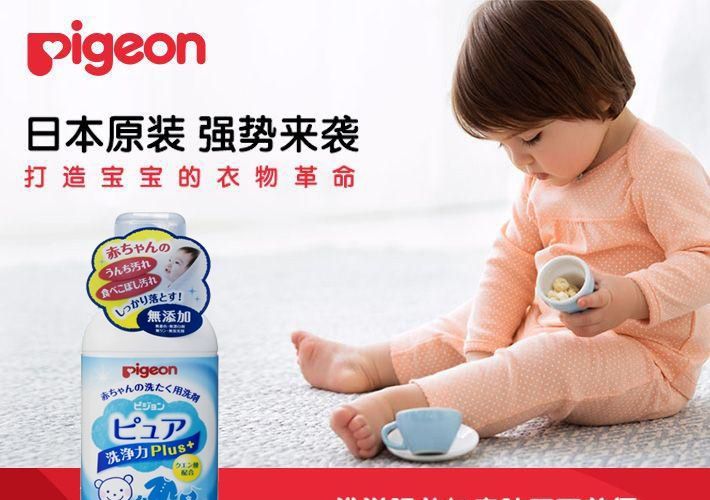 Pigeon
日本原装 强势来袭
打造宝宝的衣物革命
赤ちゃんの
うんち汚れ
食べこぼし汚れ
しっかり落とす!
無添加
Pigeon
赤ちゃんの洗たく用洗剤
ピジョン
ピュア
洗浄力Plus+
クエン酸
配合